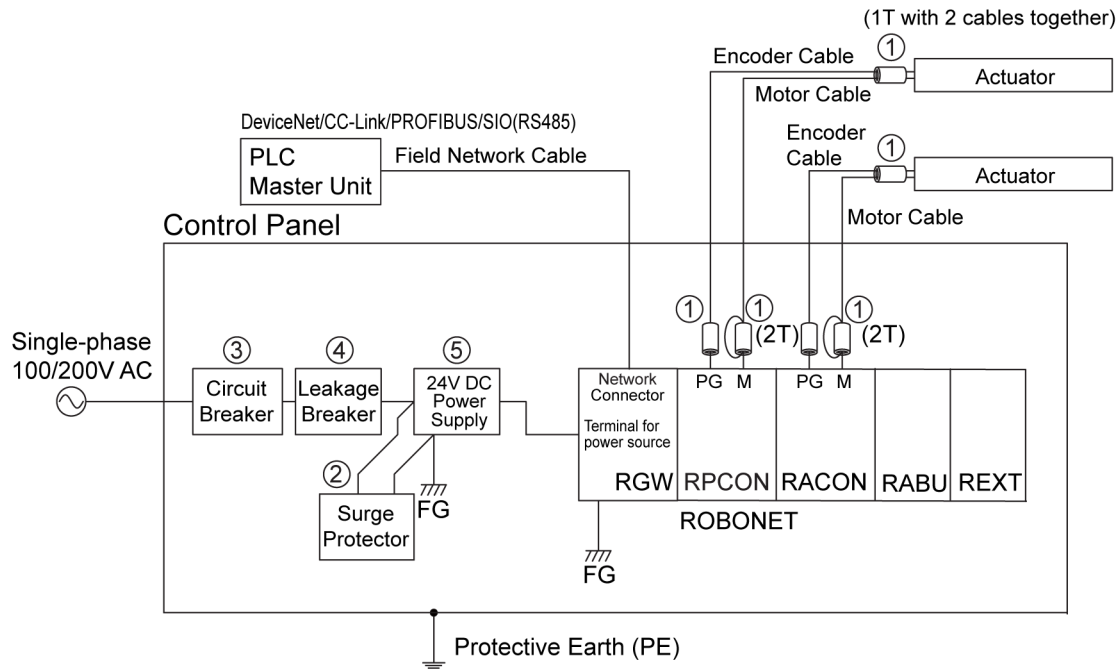 (1T with 2 cables together)
Encoder Cable
①
Actuator
Motor Cable
DeviceNet/CC-Link/PROFIBUS/SIO(RS485)
PLC
Master Unit
Field Network Cable
Encoder
Cable
①
Actuator
Motor Cable
Control Panel
①
①
(2T)
①
(2T)
Single-phase
100/200V AC
③
④
⑤
Circuit
Breaker
Leakage
Breaker
24V DC
Power
Supply
PG
M
PG
M
Network
Connector
Terminal for
power source
②
Surge
Protector
FG
RGW
RPCON
RACON
RABU
REXT
ROBONET
FG
Protective Earth (PE)